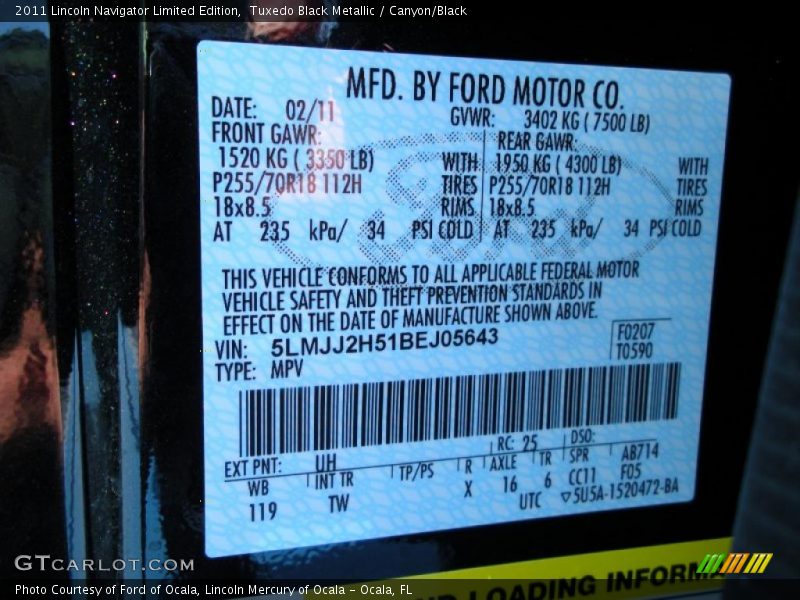 2011 Lincoln Navigator Limited Edition,  Tuxedo Black Metallic / Canyon/Black
MFD. BY FORD MOTOR CO.
DATE: 02/11 GVWR: 3402 KG ( 7500 LB)
FRONT GAWR: REAR GAWR:
1520 KG ( 3350 LB) WITH 1950 KG ( 4300 LB) WITH
P255/70R18 112H TIRES P255/70R18 112H TIRES
18x8.5 RIMS 18x8.5 RIMS
AT 235 kPa/ 34 PSI COLD AT 235 kPa/ 34 PSI COLD
THIS VEHICLE CONFORMS TO ALL APPLICABLE FEDERAL MOTOR
VEHICLE SAFETY AND THEFT PREVENTION STANDARDS IN
EFFECT ON THE DATE OF MANUFACTURE SHOWN ABOVE.
VIN: 5LMJJ2H51BEJ05643 F0207
TYPE: MPV T0590
EXT PNT: UH RC: 25 DSO:
WB INT TR TP/PS R AXLE TR SPR AB714
119 TW X 16 6 CC11 F05
UTC ▽5U5A-1520472-BA
LOADING INFORMA
GTCARLOT.COM
Photo Courtesy of Ford of Ocala, Lincoln Mercury of Ocala - Ocala, FL